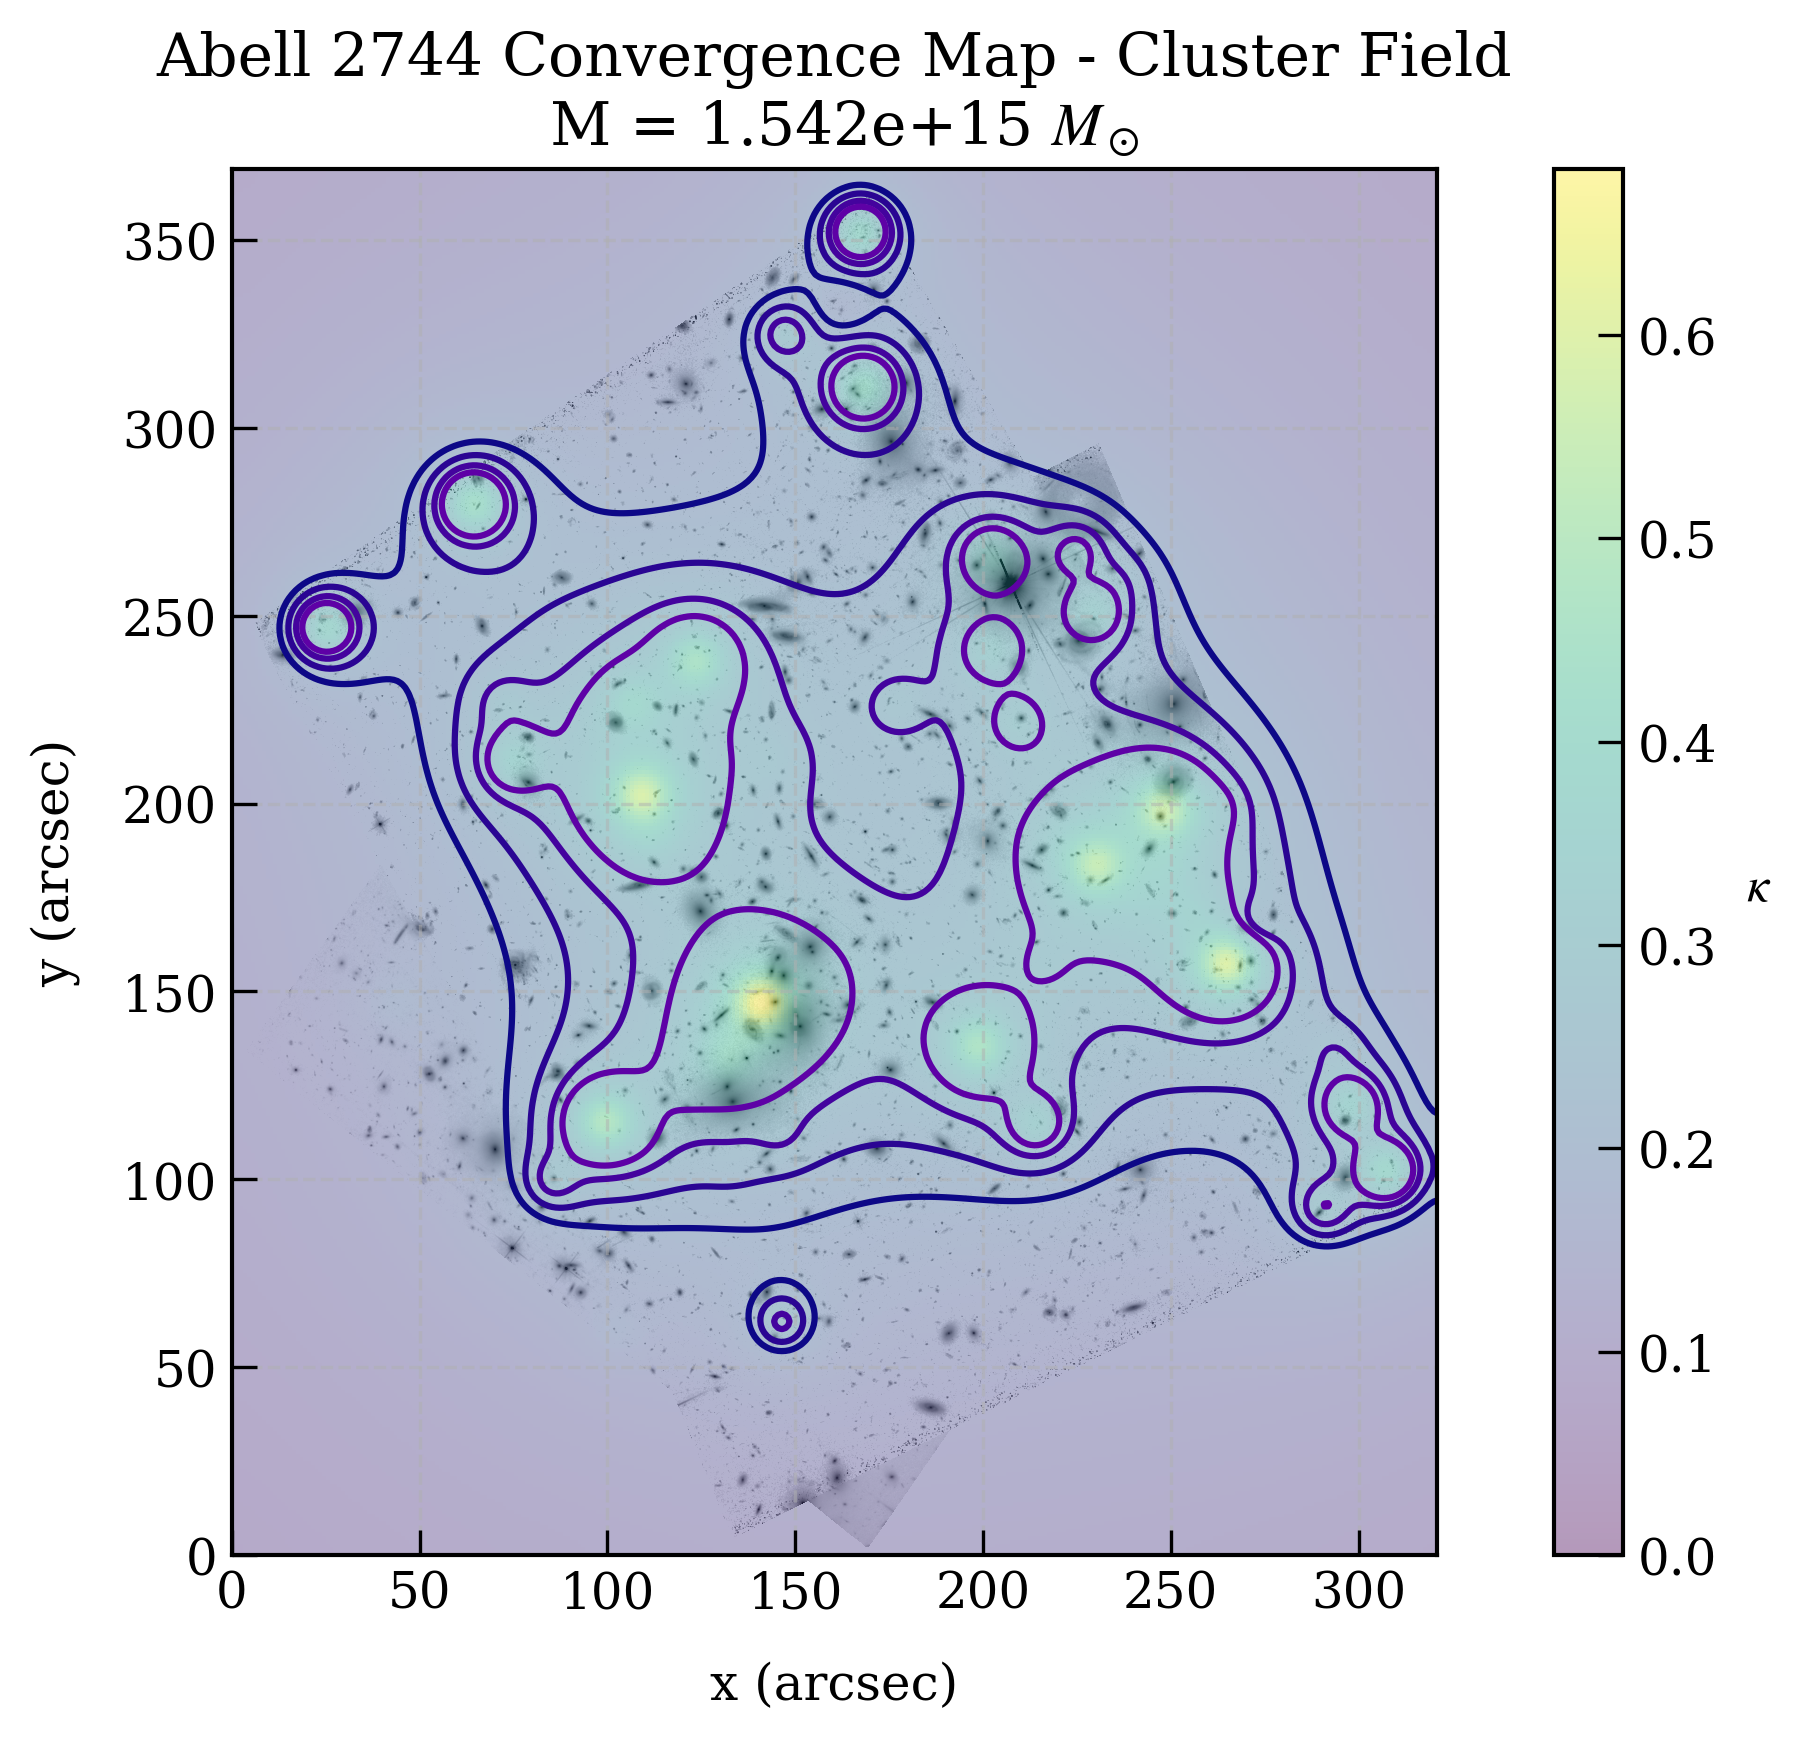 Abell 2744 Convergence Map - Cluster Field
M = 1.542e+15 M⊙
350
300
250
200
150
100
50
0
y (arcsec)
0 50 100 150 200 250 300
x (arcsec)
0.6
0.5
0.4
0.3
0.2
0.1
0.0
κ